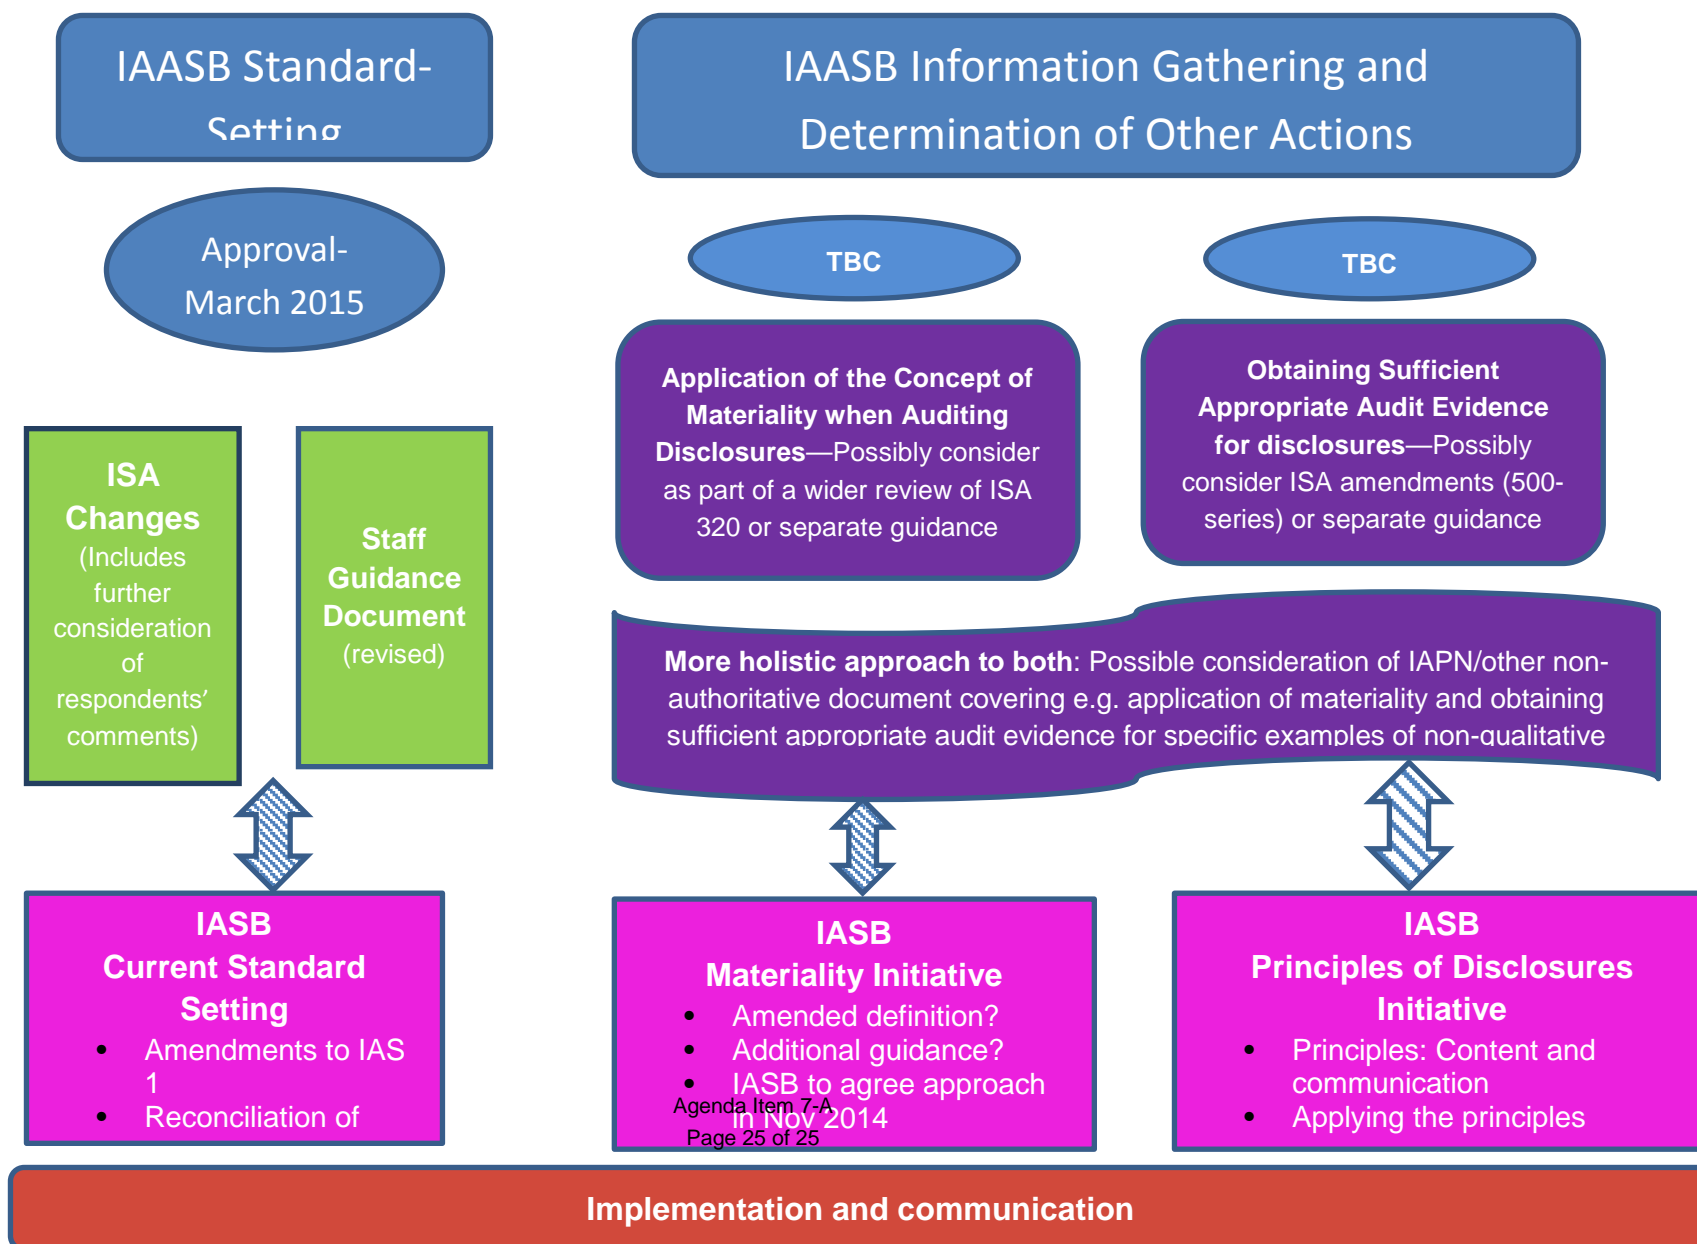 IAASB Standard-
Setting
IAASB Information Gathering and
Determination of Other Actions
Approval-
March 2015
TBC
TBC
ISA
Changes
(Includes
further
consideration
of
respondents’
comments)
Staff
Guidance
Document
(revised)
Application of the Concept of
Materiality when Auditing
Disclosures—Possibly consider
as part of a wider review of ISA
320 or separate guidance
Obtaining Sufficient
Appropriate Audit Evidence
for disclosures—Possibly
consider ISA amendments (500-
series) or separate guidance
More holistic approach to both: Possible consideration of IAPN/other non-
authoritative document covering e.g. application of materiality and obtaining
sufficient appropriate audit evidence for specific examples of non-qualitative
IASB
Current Standard
Setting
• Amendments to IAS
1
• Reconciliation of
IASB
Materiality Initiative
• Amended definition?
• Additional guidance?
• IASB to agree approach
in Nov 2014
Agenda Item 7-A
Page 25 of 25
IASB
Principles of Disclosures
Initiative
• Principles: Content and
communication
• Applying the principles
Implementation and communication